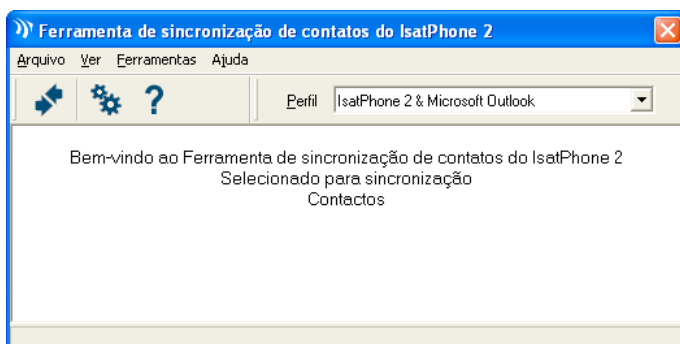 Ferramenta de sincronização de contatos do IsatPhone 2
Arquivo Ver Ferramentas Ajuda
Perfil IsatPhone 2 & Microsoft Outlook
Bem-vindo ao Ferramenta de sincronização de contatos do IsatPhone 2
Selecionado para sincronização
Contactos